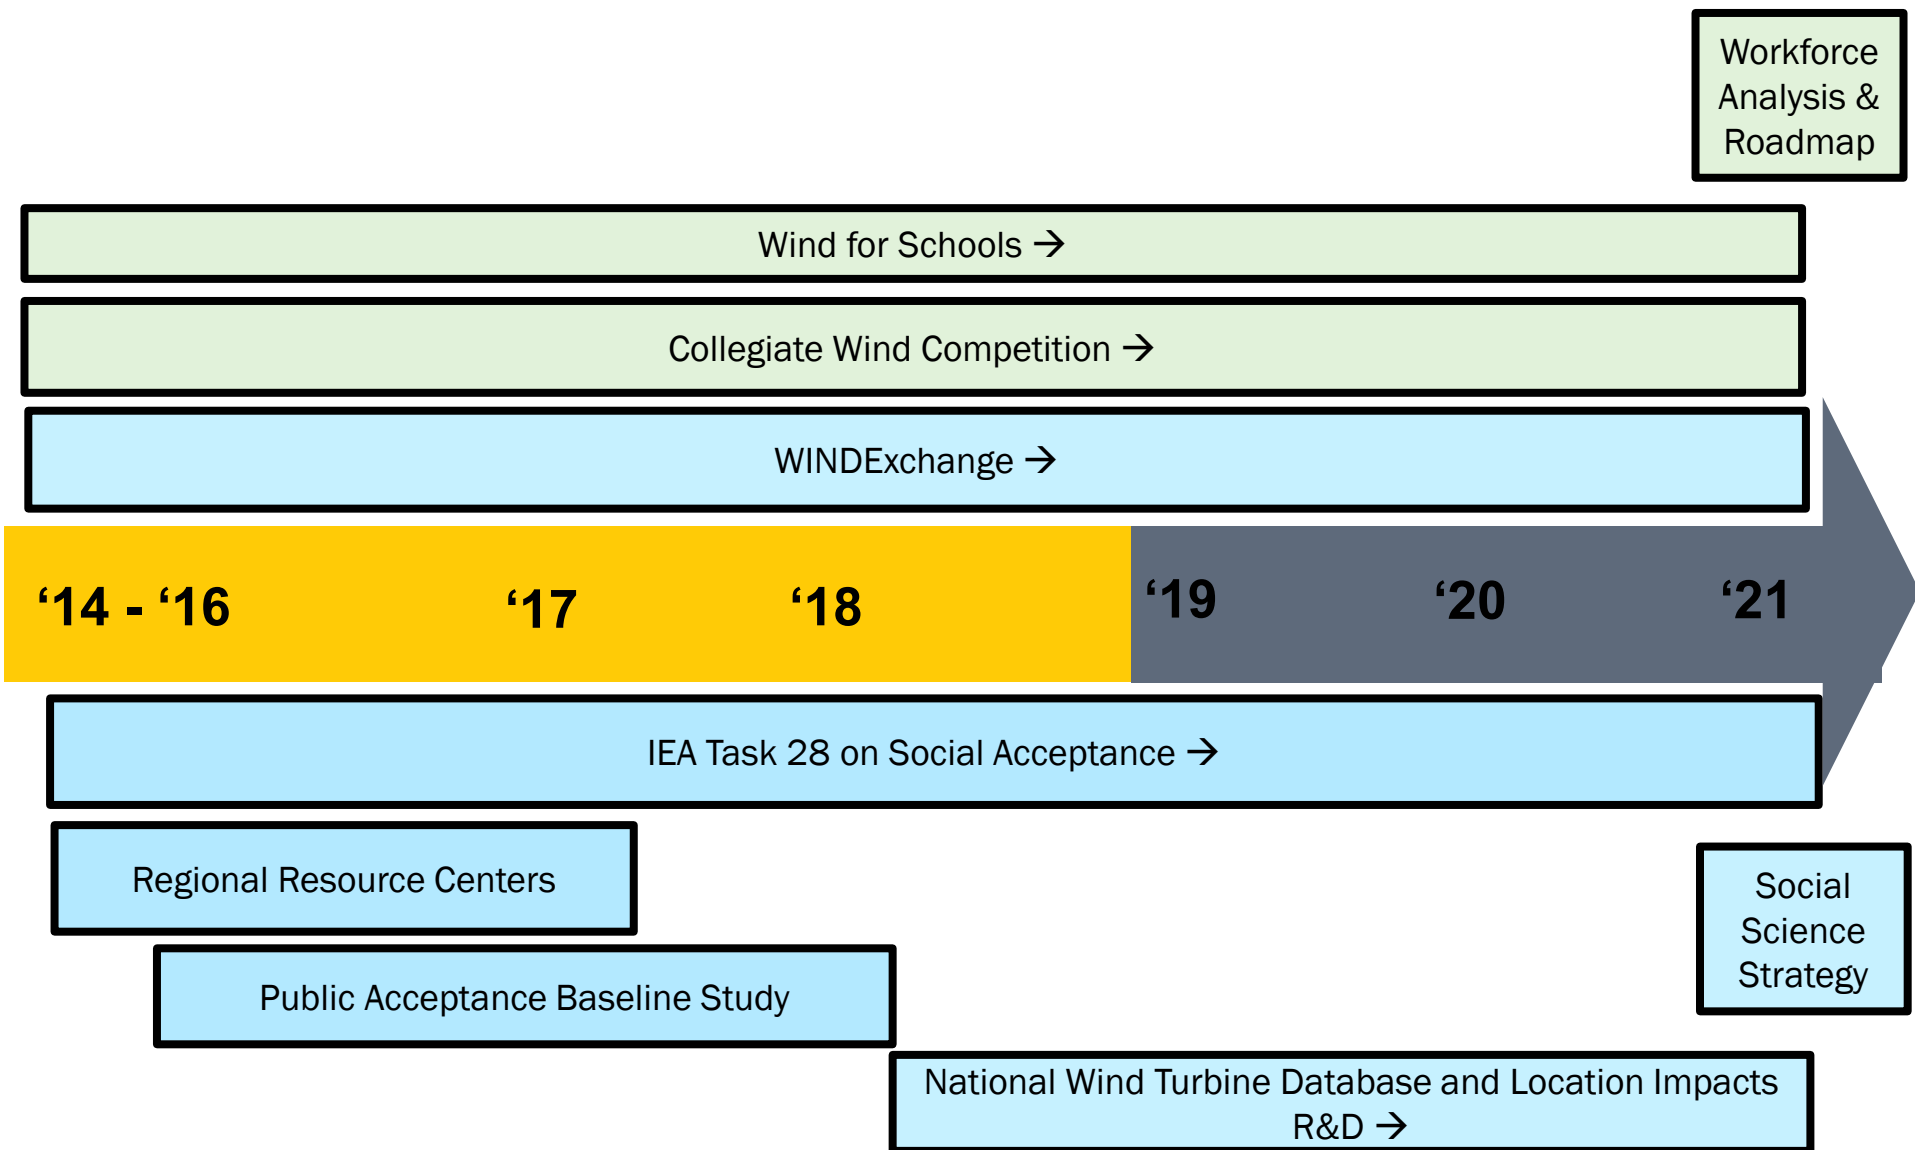 Workforce
Analysis &
Roadmap
Wind for Schools →
Collegiate Wind Competition →
WINDExchange →
‘14 - ‘16 ‘17 ‘18 ‘19 ‘20 ‘21
IEA Task 28 on Social Acceptance →
Regional Resource Centers
Social
Science
Strategy
Public Acceptance Baseline Study
National Wind Turbine Database and Location Impacts
R&D →